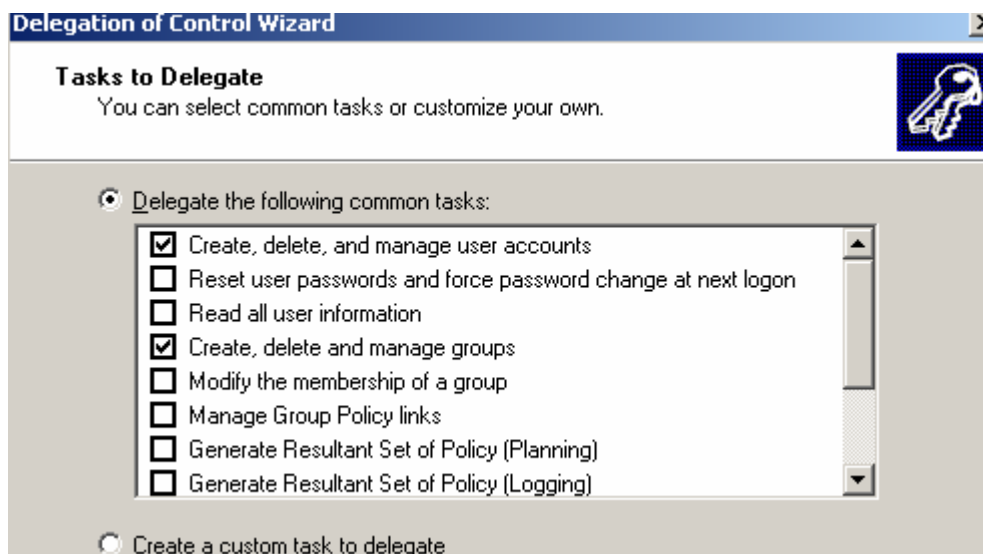 Delegation of Control Wizard
Tasks to Delegate
You can select common tasks or customize your own.
Delegate the following common tasks:
Create, delete, and manage user accounts
Reset user passwords and force password change at next logon
Read all user information
Create, delete and manage groups
Modify the membership of a group
Manage Group Policy links
Generate Resultant Set of Policy (Planning)
Generate Resultant Set of Policy (Logging)
Create a custom task to delegate